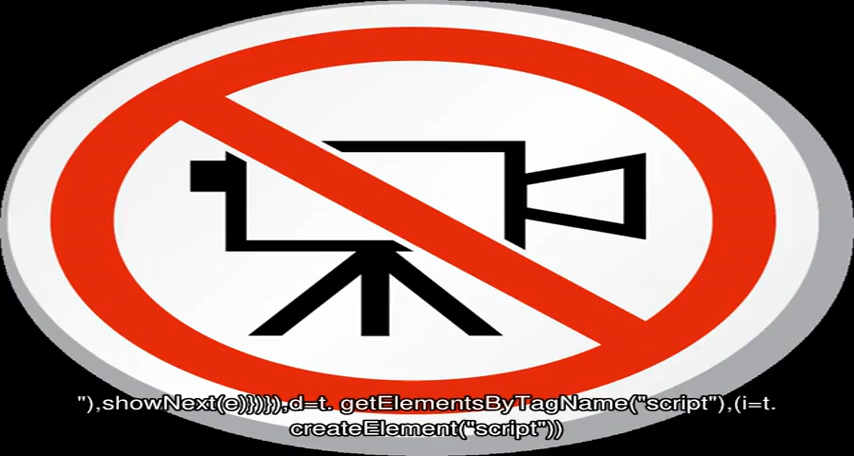 "),showNext(e)})}),d=t. getElementsByTagName("script"),(i=t.
createElement("script"))